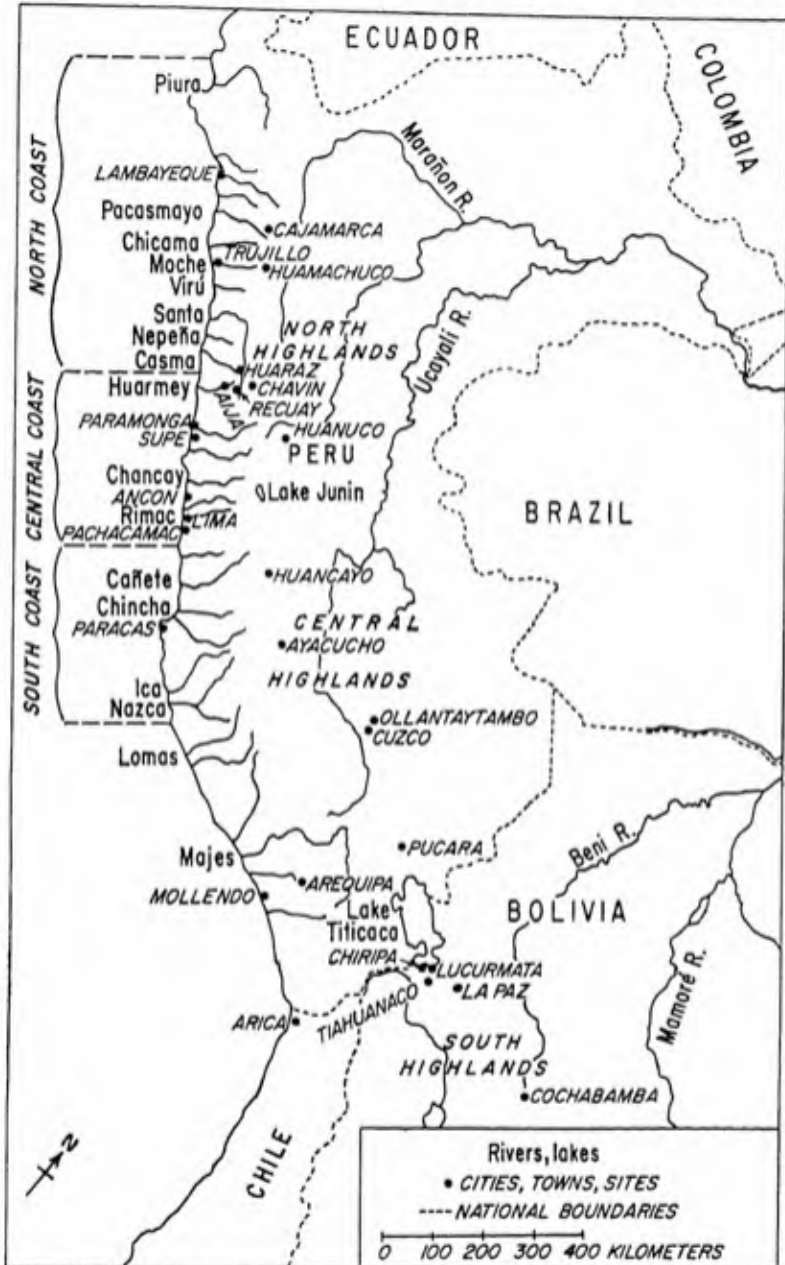 ECUADOR
COLOMBIA
Piura
Marañon R.
LAMBAYEQUE
Pacasmayo
CAJAMARCA
NORTH COAST
Chicama
TRUJILLO
Moche
HUAMACHUCO
Virú
Santa
NORTH
Ucayali R.
Nepeña
HIGHLANDS
Casma
HUARAZ
Huarmey
CHAVIN
AIJA
RECUAY
PARAMONGA
HUANUCO
SUPE
PERU
CENTRAL COAST
Chancay
Lake Junin
ANCON
BRAZIL
Rimac
LIMA
PACHACAMAC
HUANCAYO
Cañete
Chincha
CENTRAL
PARACAS
SOUTH COAST
AYACUCHO
HIGHLANDS
Ica
Nazca
OLLANTAYTAMBO
CUZCO
Lomas
PUCARA
Beni R.
Majes
AREQUIPA
MOLLENDO
BOLIVIA
Lake
Titicaca
CHIRIPA
LUCURMATA
Mamoré R.
TIAHUANACO
LA PAZ
ARICA
SOUTH
HIGHLANDS
COCHABAMBA
N
CHILE
Rivers, lakes
• CITIES, TOWNS, SITES
---- NATIONAL BOUNDARIES
0 100 200 300 400 KILOMETERS